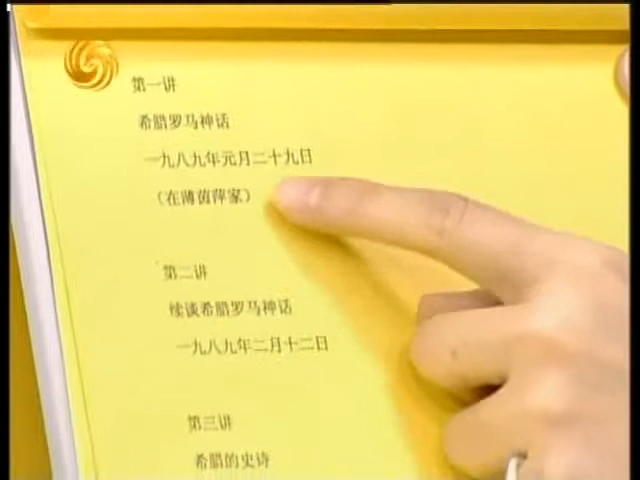 第一讲
希腊罗马神话
一九八九年元月二十九日
（在薄茵萍家）
第二讲
续谈希腊罗马神话
一九八九年二月十二日
第三讲
希腊的史诗